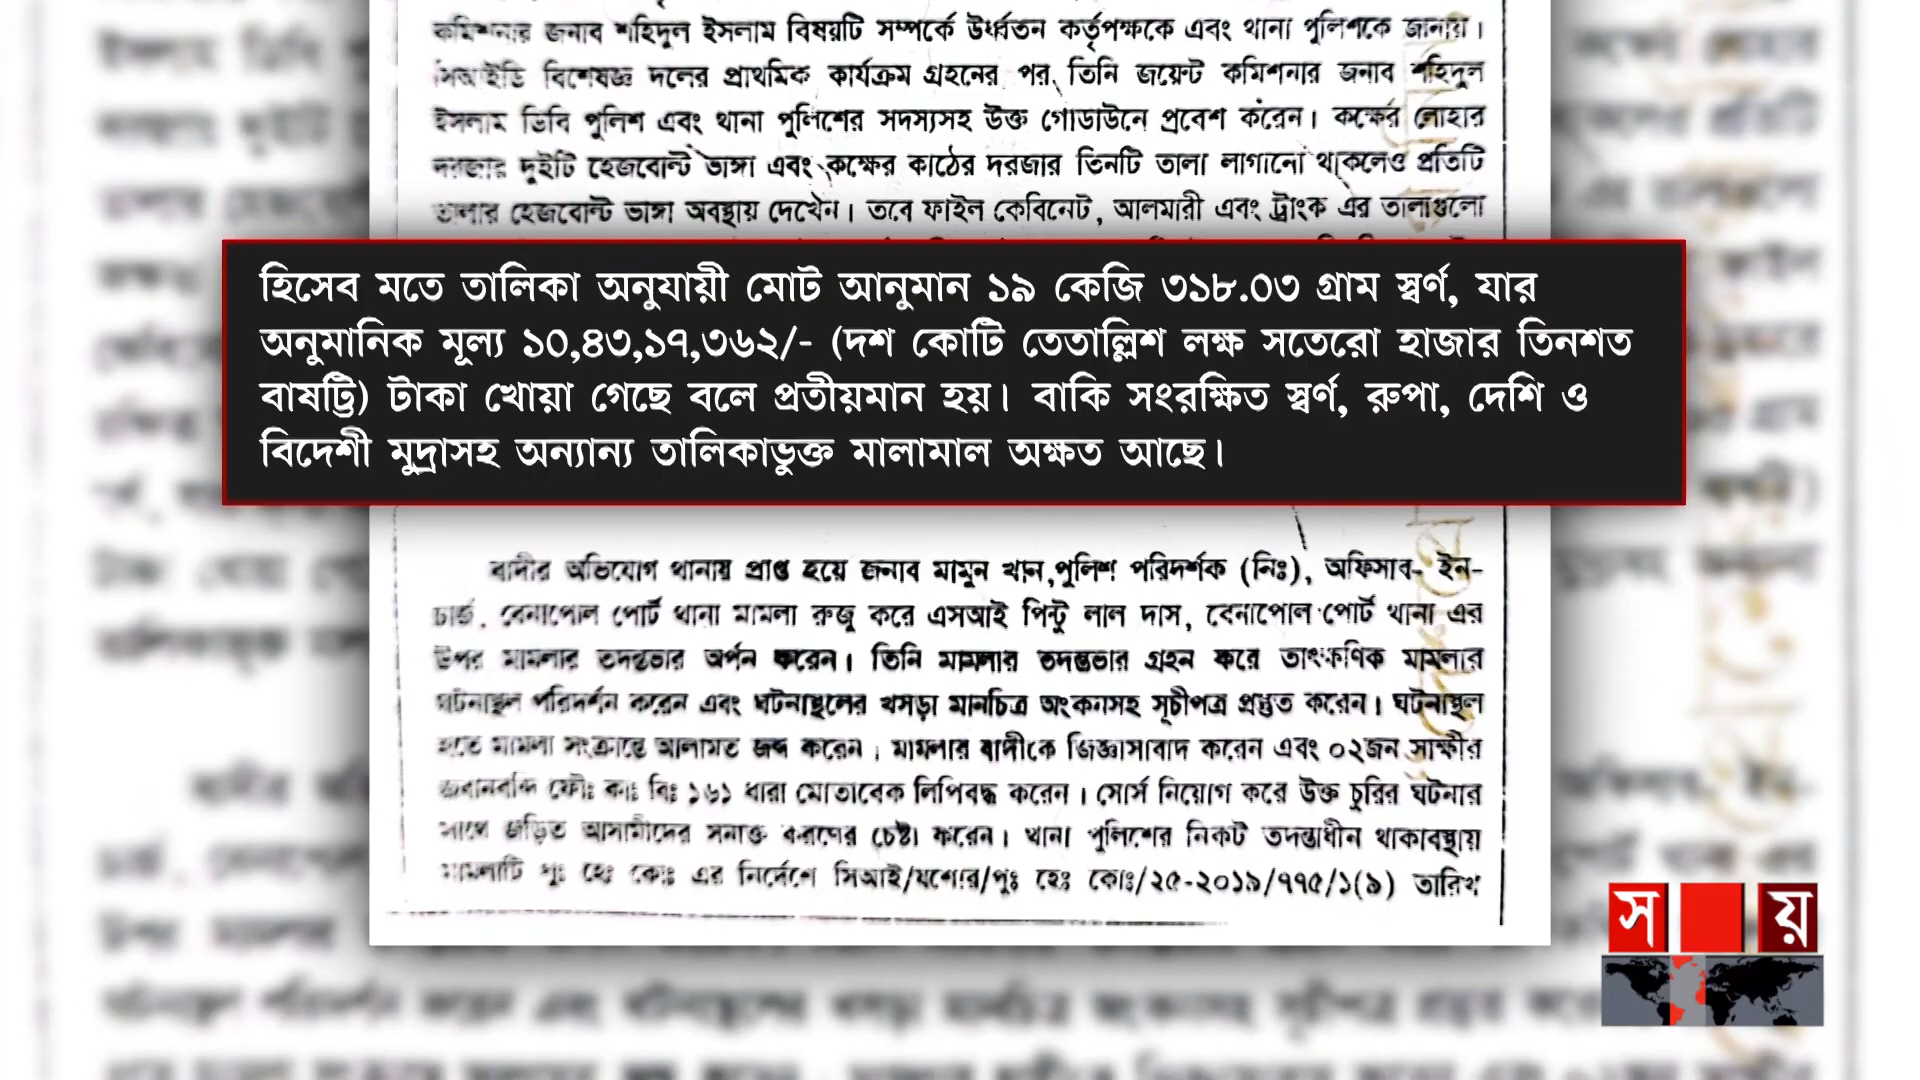 কমিশনার জনাব শহিদুল ইসলাম বিষয়টি সম্পর্কে উর্ধ্বতন কর্তৃপক্ষকে এবং থানা পুলিশকে জানায়।
সিআইডি বিশেষজ্ঞ দলের প্রাথমিক কার্যক্রম গ্রহনের পর, তিনি জয়েন্ট কমিশনার জনাব শহিদুল
ইসলাম ডিবি পুলিশ এবং থানা পুলিশের সদস্যসহ উক্ত গোডাউনে প্রবেশ করেন। কক্ষের লোহার
দরজার দুইটি হেজবোল্ট ভাঙ্গা এবং কক্ষের কাঠের দরজার তিনটি তালা লাগানো থাকলেও প্রতিটি
তালার হেজবোল্ট ভাঙ্গা অবস্থায় দেখেন। তবে ফাইল কেবিনেট, আলমারী এবং ট্রাংক এর তালাগুলো
হিসেব মতে তালিকা অনুযায়ী মোট আনুমান ১৯ কেজি ৩১৮.০৩ গ্রাম স্বর্ণ, যার
অনুমানিক মূল্য ১০,৪৩,১৭,৩৬২/- (দশ কোটি তেতাল্লিশ লক্ষ সতেরো হাজার তিনশত
বাষট্টি) টাকা খোয়া গেছে বলে প্রতীয়মান হয়। বাকি সংরক্ষিত স্বর্ণ, রুপা, দেশি ও
বিদেশী মুদ্রাসহ অন্যান্য তালিকাভুক্ত মালামাল অক্ষত আছে।
বাদীর অভিযোগ থানায় প্রাপ্ত হয়ে জনাব মামুন খান,পুলিশ পরিদর্শক (নিঃ), অফিসার- ইন-
চার্জ, বেনাপোল পোর্ট থানা মামলা রুজু করে এসআই পিন্টু লাল দাস, বেনাপোল পোর্ট থানা এর
উপর মামলার তদন্তভার অর্পন করেন। তিনি মামলার তদন্তভার গ্রহন করে তাৎক্ষণিক মামলার
ঘটনাস্থল পরিদর্শন করেন এবং ঘটনাস্থলের খসড়া মানচিত্র অংকনসহ সূচীপত্র প্রস্তুত করেন। ঘটনাস্থল
হতে মামলা সংক্রান্তে আলামত জব্দ করেন। মামলার বাদীকে জিজ্ঞাসাবাদ করেন এবং ০২জন সাক্ষীর
জবানবন্দি ফৌঃ কাঃ বিঃ ১৬১ ধারা মোতাবেক লিপিবদ্ধ করেন। সোর্স নিয়োগ করে উক্ত চুরির ঘটনার
সাথে জড়িত আসামীদের সনাক্ত করণের চেষ্টা করেন। থানা পুলিশের নিকট তদন্তাধীন থাকাবস্থায়
মামলাটি পুঃ হেঃ কোঃ এর নির্দেশে সিআই/যশোর/পুঃ হেঃ কোঃ/২৫-২০১৯/৭৭৫/১(৯) তারিখ
স য়